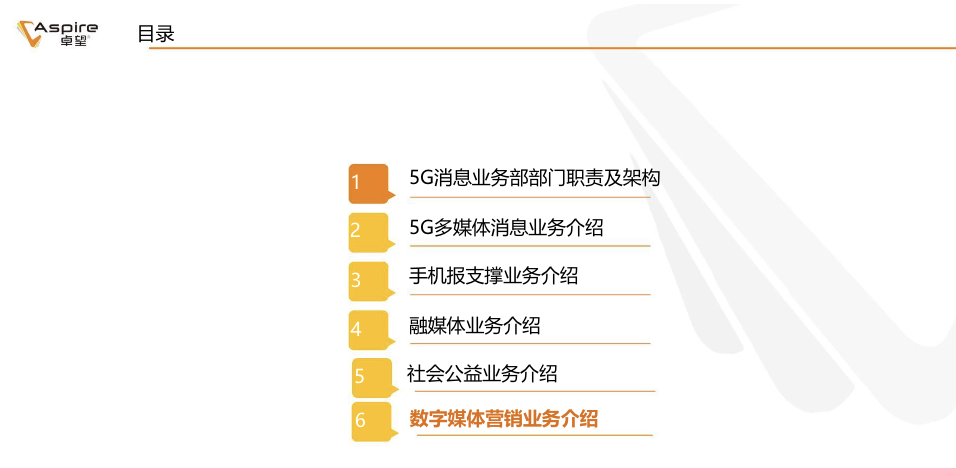 Aspire
卓望
目录
1
5G消息业务部部门职责及架构
2
5G多媒体消息业务介绍
3
手机报支撑业务介绍
4
融媒体业务介绍
5
社会公益业务介绍
6
数字媒体营销业务介绍